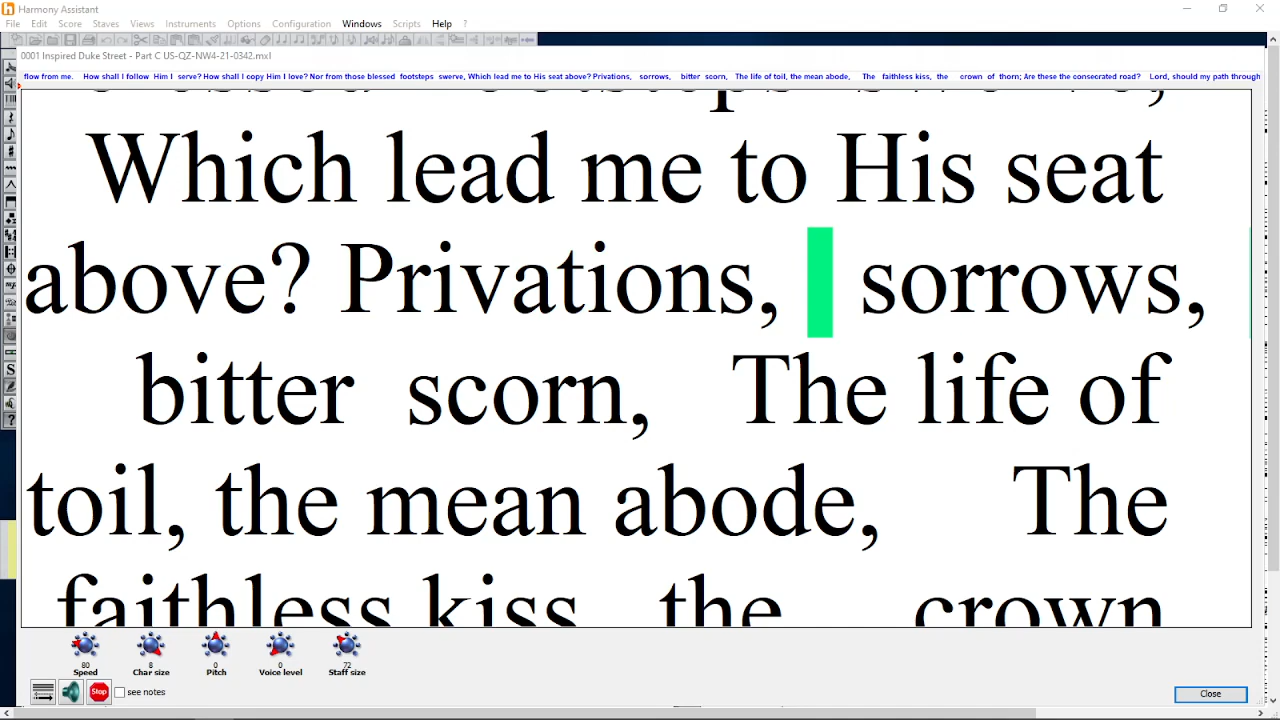 Harmony Assistant
File Edit Score Staves Views Instruments Options Configuration Windows Scripts Help ?
0001 Inspired Duke Street - Part C US-QZ-NW4-21-0342.mxl
flow from me. How shall I follow Him I serve? How shall I copy Him I love? Nor from those blessed footsteps swerve, Which lead me to His seat above? Privations, sorrows, bitter scorn, The life of toil, the mean abode, The faithless kiss, the crown of thorn; Are these the consecrated road? Lord, should my path through
Which lead me to His seat
above? Privations, sorrows,
bitter scorn, The life of
toil, the mean abode, The
faithless kiss the crown
80 8 0 0 72
Speed Char size Pitch Voice level Staff size
Stop see notes Close